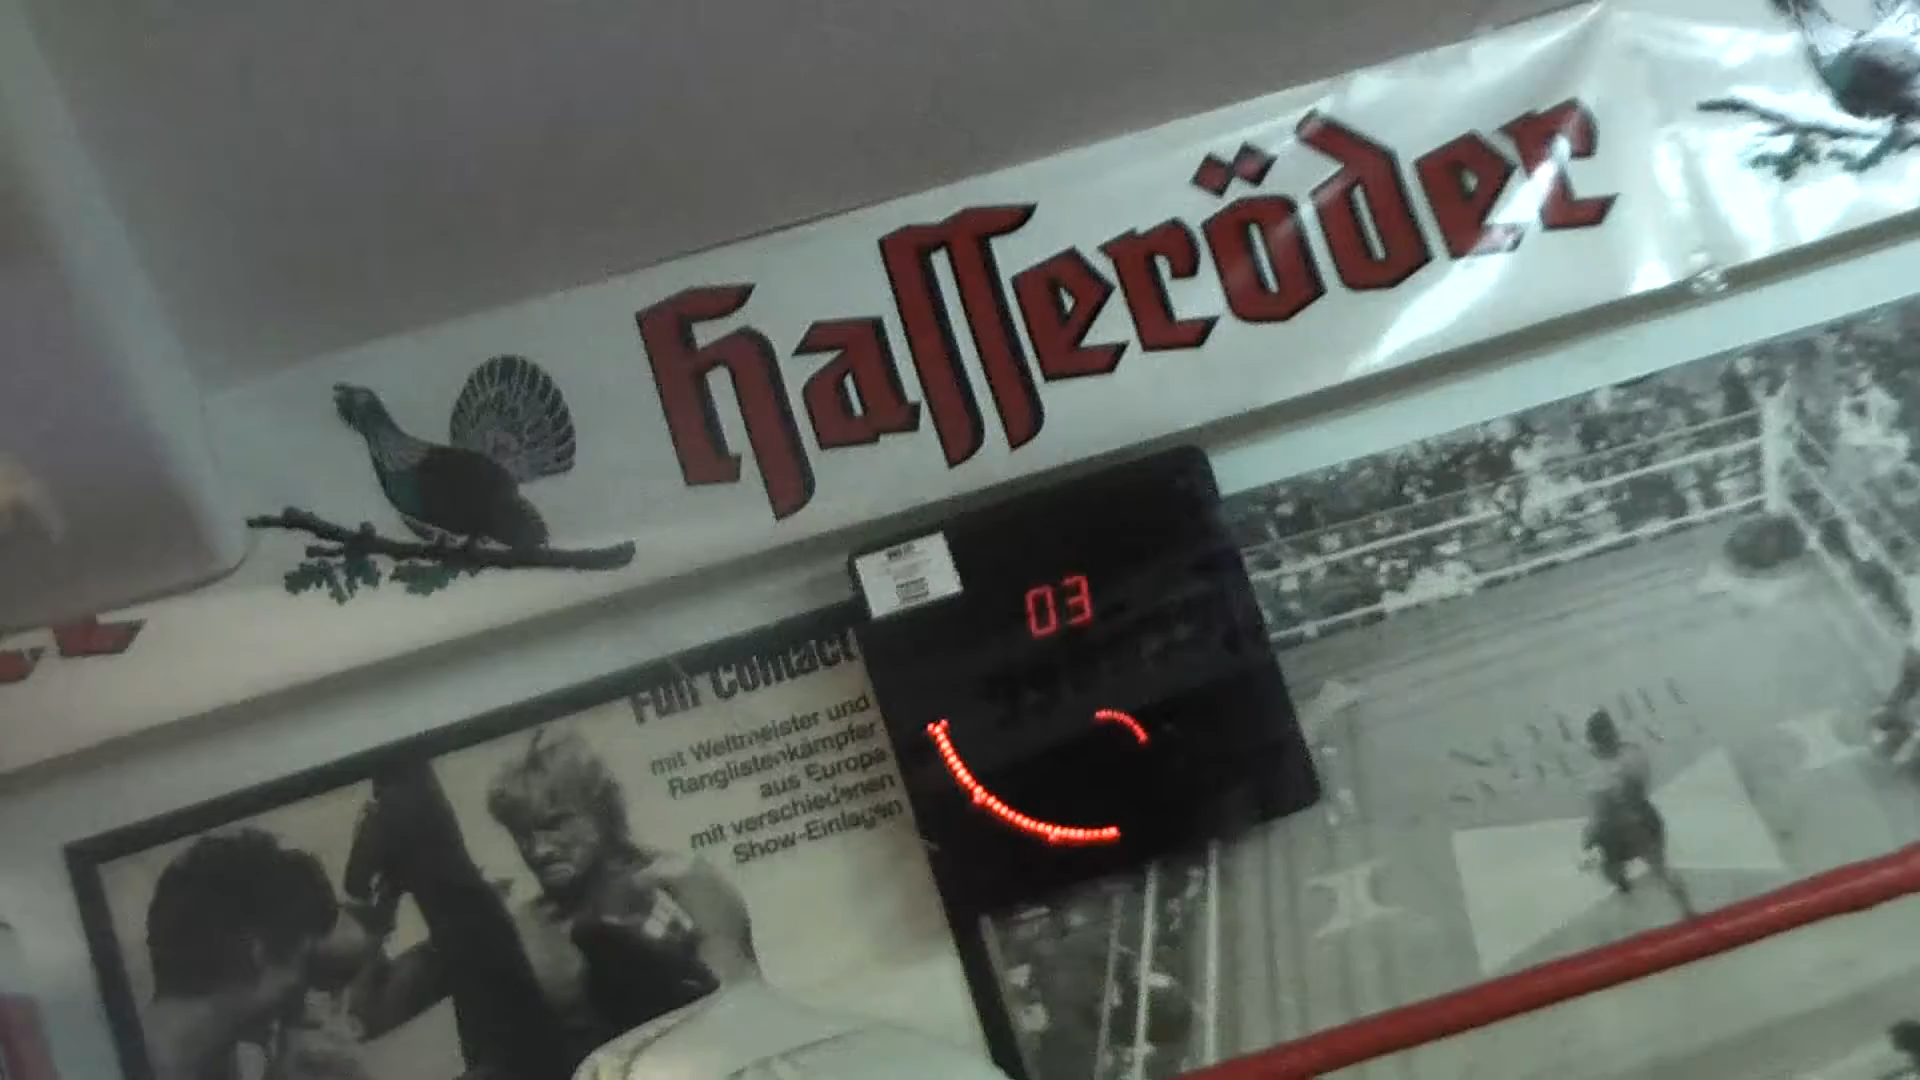 Hasseröder
03
Full Contact
mit Weltmeister und
Ranglistenkämpfer
aus Europa
mit verschiedenen
Show-Einlagen